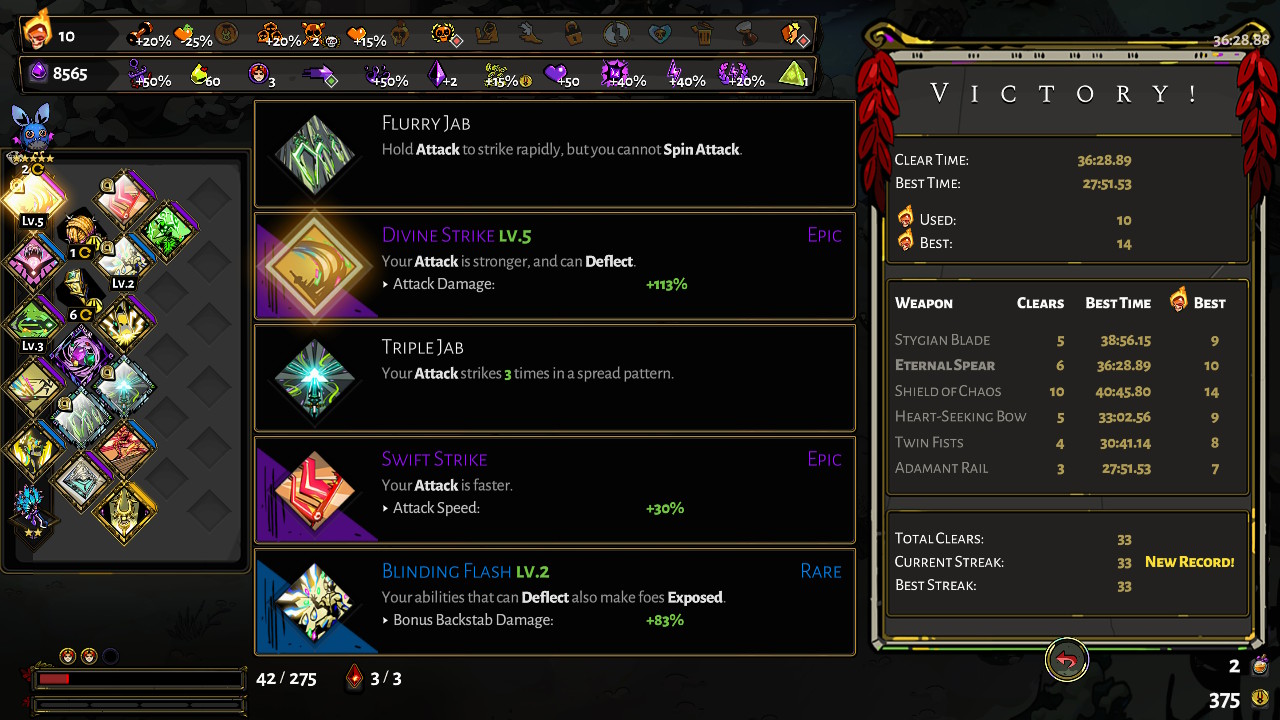 10
+20%
-25%
+20%
2
+15%
36:28.88
8565
+50%
60
3
+50%
+2
+15%
+50
+40%
+40%
+20%
1
VICTORY!
FLURRY JAB
Hold Attack to strike rapidly, but you cannot Spin Attack.
2
Lv.5
1
Lv.2
6
Lv.3
DIVINE STRIKE LV.5
EPIC
Your Attack is stronger, and can Deflect.
Attack Damage: +113%
TRIPLE JAB
Your Attack strikes 3 times in a spread pattern.
SWIFT STRIKE
EPIC
Your Attack is faster.
Attack Speed: +30%
BLINDING FLASH LV.2
RARE
Your abilities that can Deflect also make foes Exposed.
Bonus Backstab Damage: +83%
42 / 275
3 / 3
CLEAR TIME: 36:28.89
BEST TIME: 27:51.53
USED: 10
BEST: 14
WEAPON CLEARS BEST TIME BEST
STYGIAN BLADE 5 38:56.15 9
ETERNAL SPEAR 6 36:28.89 10
SHIELD OF CHAOS 10 40:45.80 14
HEART-SEEKING BOW 5 33:02.56 9
TWIN FISTS 4 30:41.14 8
ADAMANT RAIL 3 27:51.53 7
TOTAL CLEARS: 33
CURRENT STREAK: 33 NEW RECORD!
BEST STREAK: 33
2
375